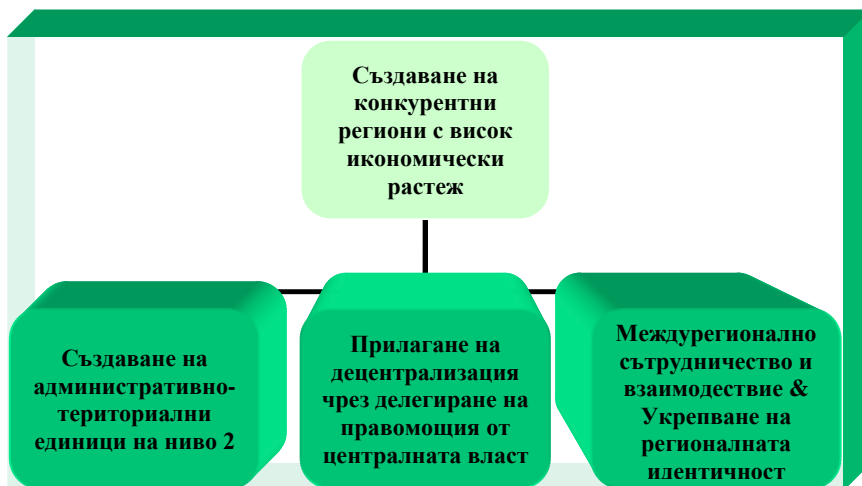 Създаване на
конкурентни
региони с висок
икономически
растеж
Създаване на
административно-
териториални
единици на ниво 2
Прилагане на
децентрализация
чрез делегиране на
правомощия от
централната власт
Междурегионално
сътрудничество и
взаимодествие &
Укрепване на
регионалната
идентичност